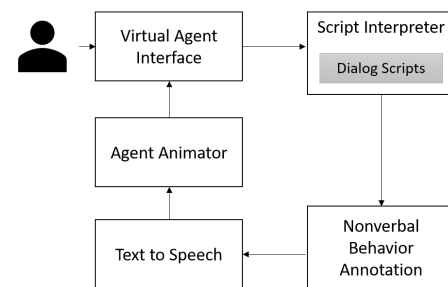 Virtual Agent
Interface
Script Interpreter
Dialog Scripts
Agent Animator
Text to Speech
Nonverbal
Behavior
Annotation